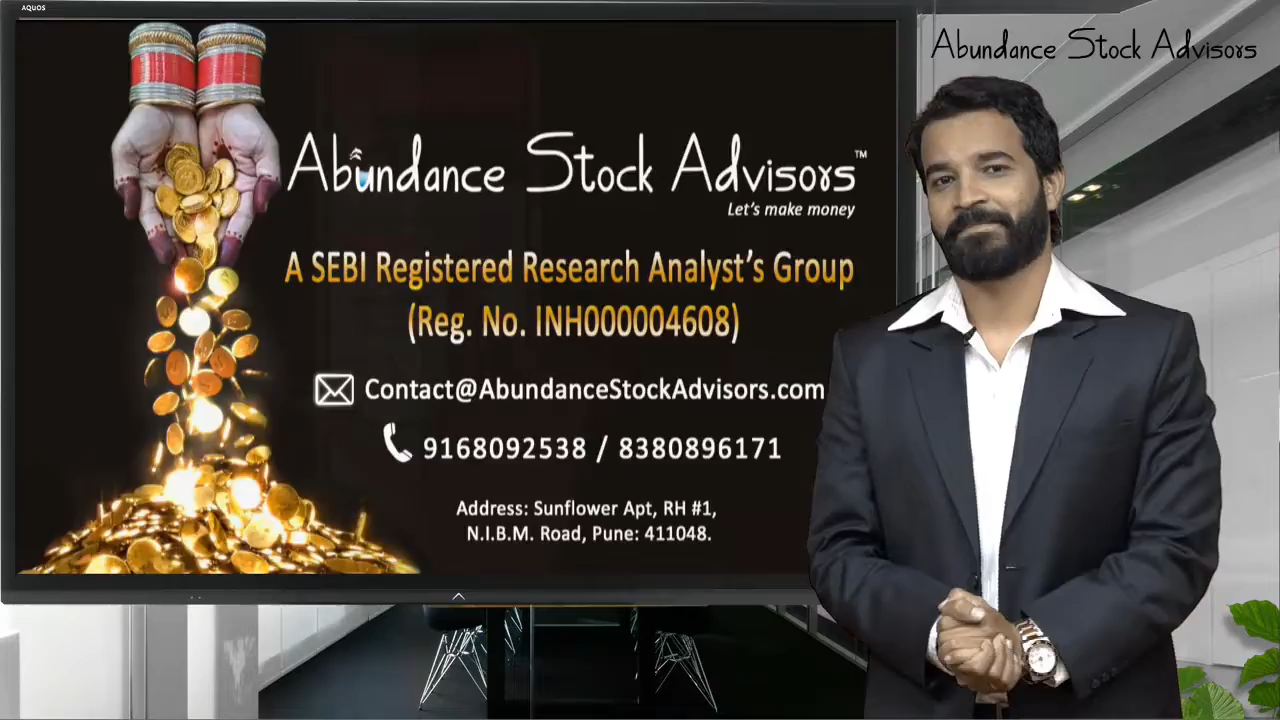 AQUOS
Abundance Stock Advisors
Abundance Stock Advisors™
Let's make money
A SEBI Registered Research Analyst's Group
(Reg. No. INH000004608)
Contact@AbundanceStockAdvisors.com
9168092538 / 8380896171
Address: Sunflower Apt, RH #1,
N.I.B.M. Road, Pune: 411048.